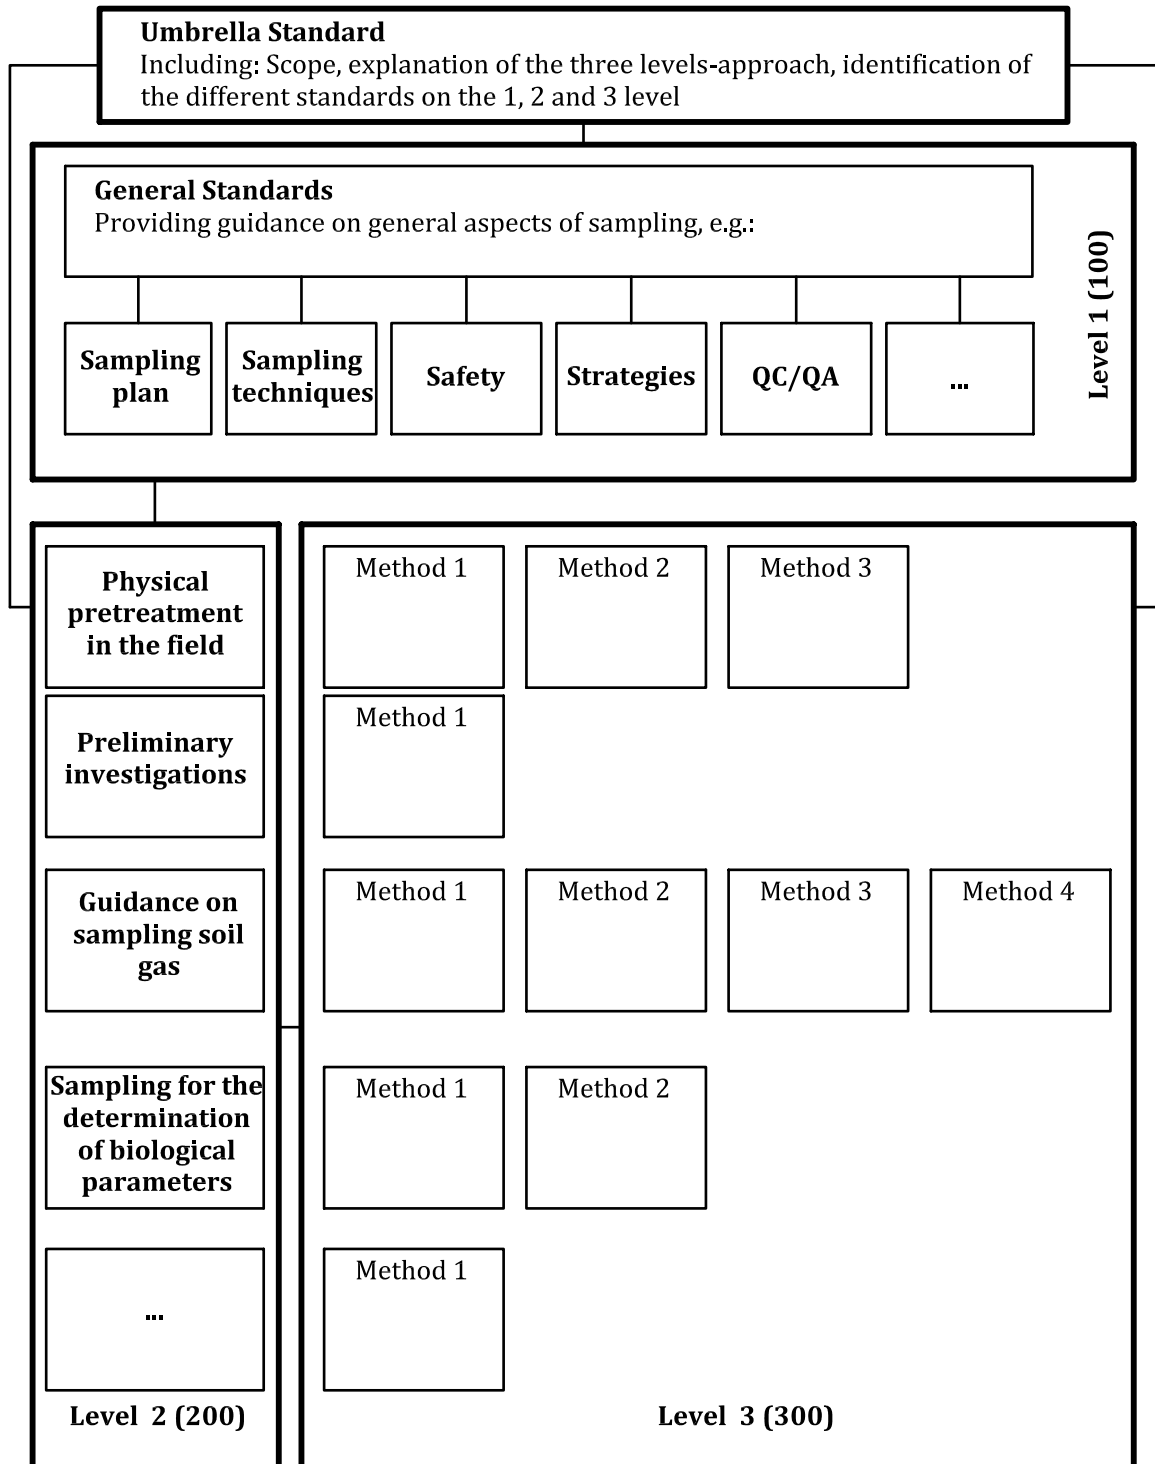 Umbrella Standard
Including: Scope, explanation of the three levels-approach, identification of
the different standards on the 1, 2 and 3 level
General Standards
Providing guidance on general aspects of sampling, e.g.:
Sampling
plan
Sampling
techniques
Safety
Strategies
QC/QA
...
Level 1 (100)
Physical
pretreatment
in the field
Method 1
Method 2
Method 3
Preliminary
investigations
Method 1
Guidance on
sampling soil
gas
Method 1
Method 2
Method 3
Method 4
Sampling for the
determination
of biological
parameters
Method 1
Method 2
...
Method 1
Level  2 (200)
Level  3 (300)